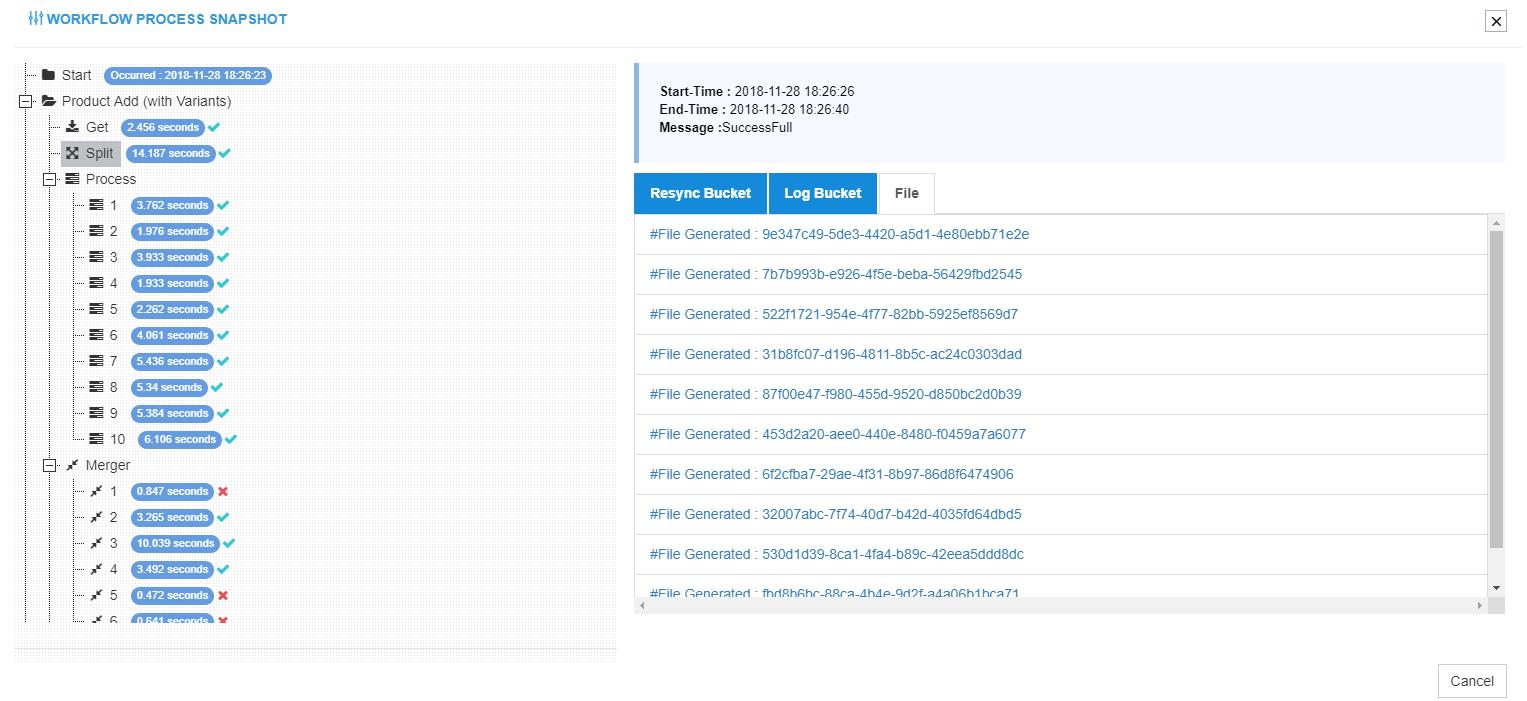 WORKFLOW PROCESS SNAPSHOT
Start Occurred : 2018-11-28 18:26:23
Product Add (with Variants)
Get 2.456 seconds
Split 14.187 seconds
Process
1 3.762 seconds
2 1.976 seconds
3 3.933 seconds
4 1.933 seconds
5 2.262 seconds
6 4.061 seconds
7 5.436 seconds
8 5.34 seconds
9 5.384 seconds
10 6.106 seconds
Merger
1 0.847 seconds
2 3.265 seconds
3 10.039 seconds
4 3.492 seconds
5 0.472 seconds
6 0.641 seconds
Start-Time : 2018-11-28 18:26:26
End-Time : 2018-11-28 18:26:40
Message :SuccessFull
Resync Bucket Log Bucket File
#File Generated : 9e347c49-5de3-4420-a5d1-4e80ebb71e2e
#File Generated : 7b7b993b-e926-4f5e-beba-56429fbd2545
#File Generated : 522f1721-954e-4f77-82bb-5925ef8569d7
#File Generated : 31b8fc07-d196-4811-8b5c-ac24c0303dad
#File Generated : 87f00e47-f980-455d-9520-d850bc2d0b39
#File Generated : 453d2a20-aee0-440e-8480-f0459a7a6077
#File Generated : 6f2cfba7-29ae-4f31-8b97-86d8f6474906
#File Generated : 32007abc-7f74-40d7-b42d-4035fd64dbd5
#File Generated : 530d1d39-8ca1-4fa4-b89c-42eea5ddd8dc
#File Generated : fbd8b6bc-88ca-4b4e-9d2f-a4a06b1bca71
Cancel